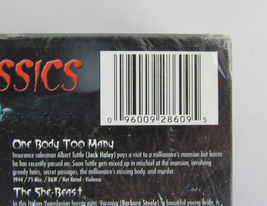 SSICS
0 96009 28609 5
One Body Too Many
Insurance salesman Albert Tuttle (Jack Haley) pays a visit to a millionaire's mansion but learns
he has recently passed on. Soon Tuttle gets mixed up in mischief at the mansion, involving
greedy heirs, secret passages, the millionaire's missing body, and murder.
1944 / 75 Min. / B&W / Not Rated - Violence
The She-Beast
In this Italian Yugoslavian horror mix, Veronica (Barbara Steele), a beautiful young bride, is